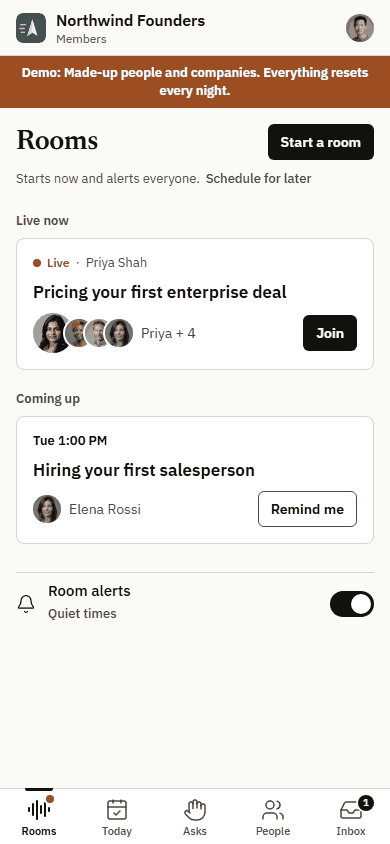 Northwind Founders
Members
Demo: Made-up people and companies. Everything resets
every night.
Rooms
Start a room
Starts now and alerts everyone. Schedule for later
Live now
Live · Priya Shah
Pricing your first enterprise deal
Priya + 4
Join
Coming up
Tue 1:00 PM
Hiring your first salesperson
Elena Rossi
Remind me
Room alerts
Quiet times
1
Rooms
Today
Asks
People
Inbox